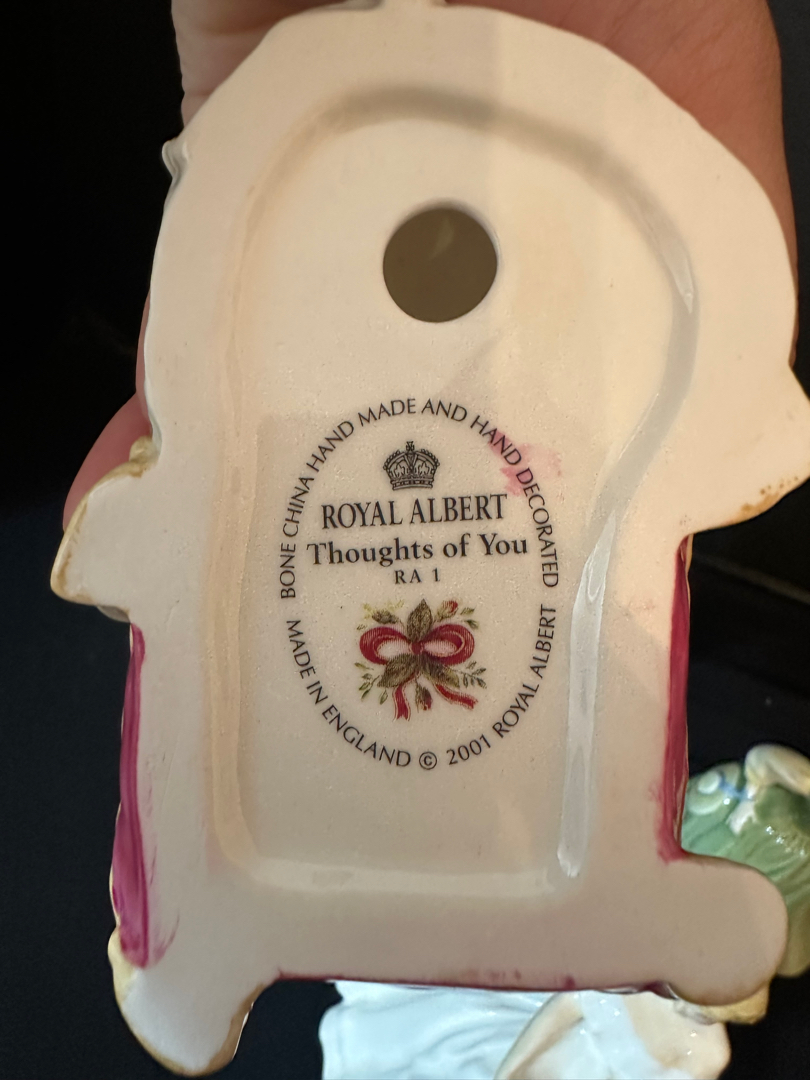 BONE CHINA HAND MADE AND HAND DECORATED
ROYAL ALBERT
Thoughts of You
RA 1
MADE IN ENGLAND © 2001 ROYAL ALBERT